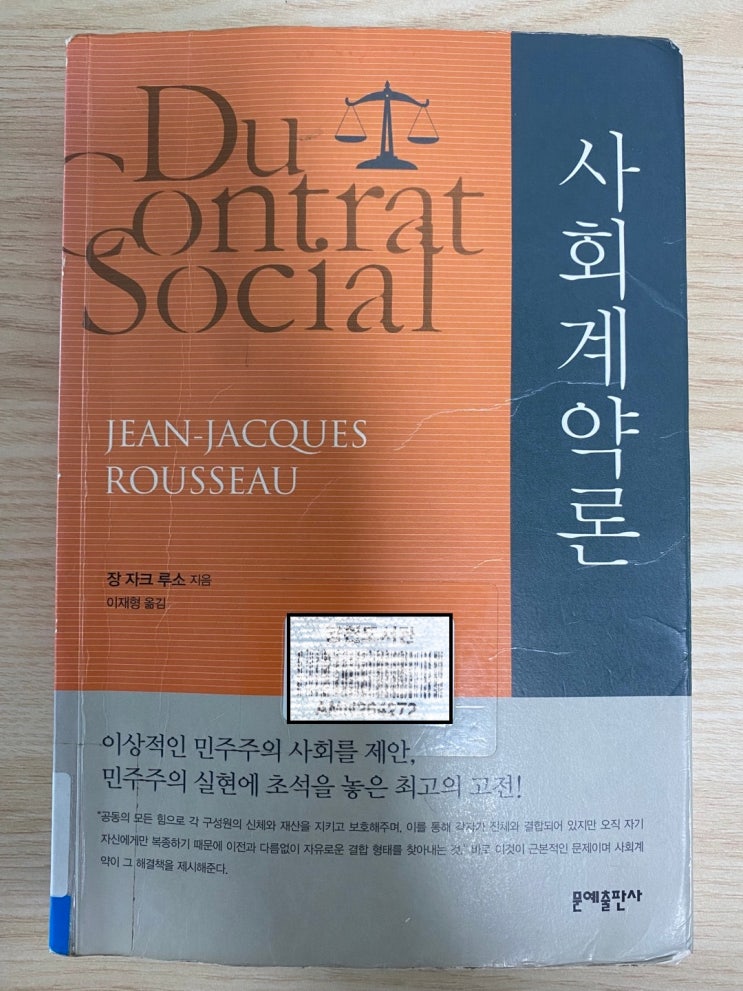 Du
Contrat
Social
사회계약론
JEAN-JACQUES
ROUSSEAU
장 자크 루소 지음
이재형 옮김
이상적인 민주주의 사회를 제안,
민주주의 실현에 초석을 놓은 최고의 고전!
"공동의 모든 힘으로 각 구성원의 신체와 재산을 지키고 보호해주며, 이를 통해 각자가 전체와 결합되어 있지만 오직 자기
자신에게만 복종하기 때문에 이전과 다름없이 자유로운 결합 형태를 찾아내는 것." 바로 이것이 근본적인 문제이며 사회계
약이 그 해결책을 제시해준다.
문예출판사